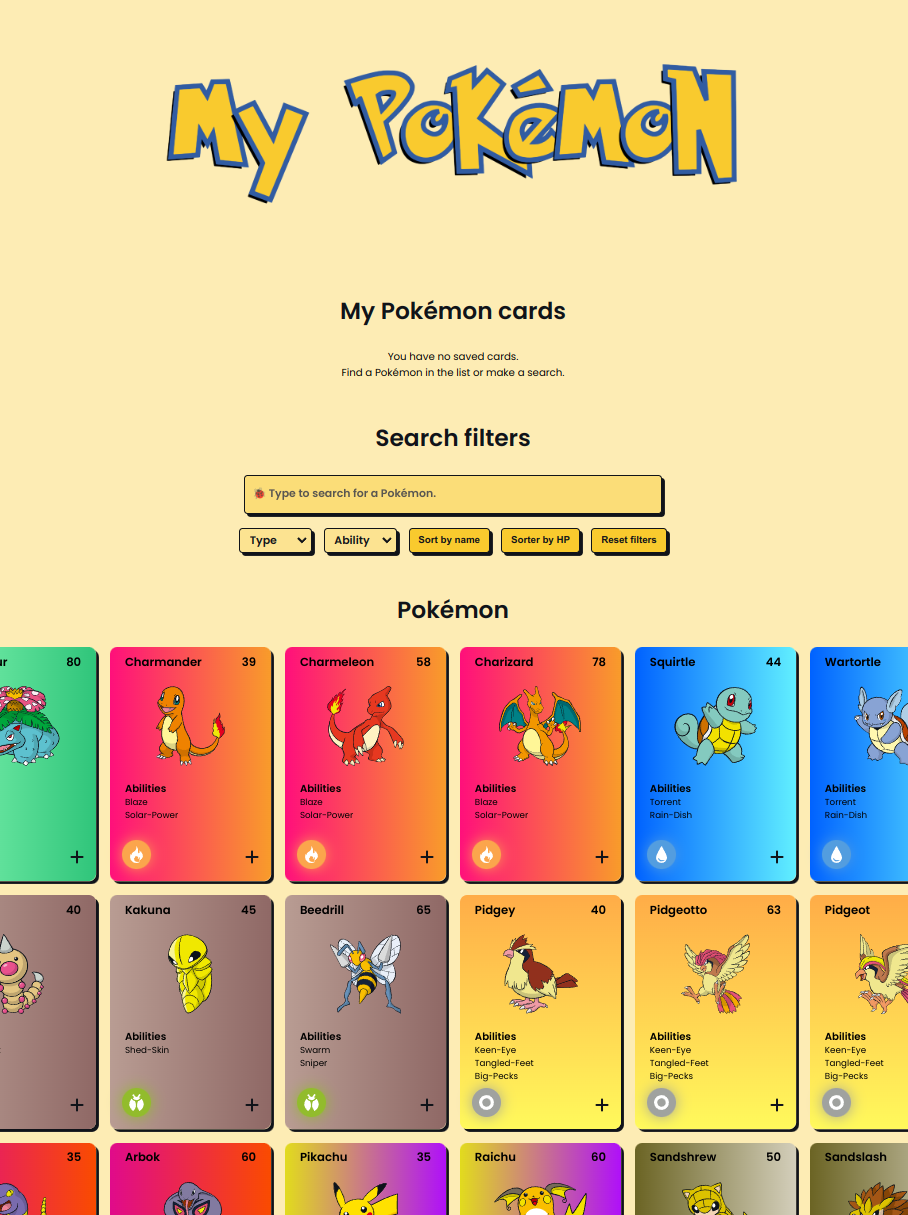 My Pokémon
My Pokémon cards
You have no saved cards.
Find a Pokémon in the list or make a search.
Search filters
Type to search for a Pokémon.
Type
Ability
Sort by name
Sorter by HP
Reset filters
Pokémon
80
Charmander 39
Abilities
Blaze
Solar-Power
Charmeleon 58
Abilities
Blaze
Solar-Power
Charizard 78
Abilities
Blaze
Solar-Power
Squirtle 44
Abilities
Torrent
Rain-Dish
Wartortle
Abilities
Torrent
Rain-Dish
40
Kakuna 45
Abilities
Shed-Skin
Beedrill 65
Abilities
Swarm
Sniper
Pidgey 40
Abilities
Keen-Eye
Tangled-Feet
Big-Pecks
Pidgeotto 63
Abilities
Keen-Eye
Tangled-Feet
Big-Pecks
Pidgeot
Abilities
Keen-Eye
Tangled-Feet
Big-Pecks
35
Arbok 60
Pikachu 35
Raichu 60
Sandshrew 50
Sandslash